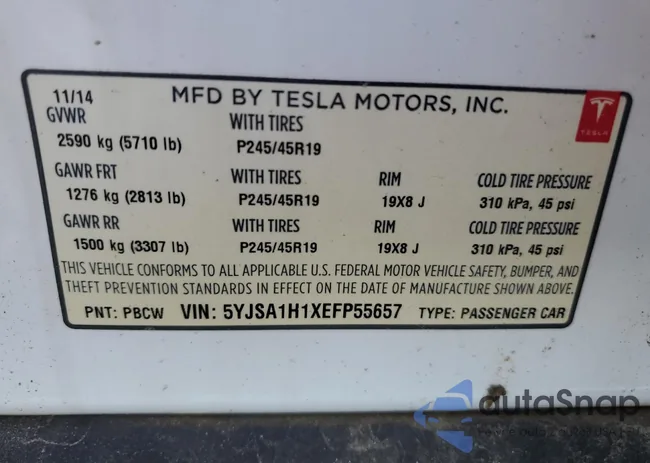 11/14 MFD BY TESLA MOTORS, INC.
TESLA
GVWR WITH TIRES
2590 kg (5710 lb) P245/45R19
GAWR FRT WITH TIRES RIM COLD TIRE PRESSURE
1276 kg (2813 lb) P245/45R19 19X8 J 310 kPa, 45 psi
GAWR RR WITH TIRES RIM COLD TIRE PRESSURE
1500 kg (3307 lb) P245/45R19 19X8 J 310 kPa, 45 psi
THIS VEHICLE CONFORMS TO ALL APPLICABLE U.S. FEDERAL MOTOR VEHICLE SAFETY, BUMPER, AND
THEFT PREVENTION STANDARDS IN EFFECT ON THE DATE OF MANUFACTURE SHOWN ABOVE.
PNT: PBCW VIN: 5YJSA1H1XEFP55657 TYPE: PASSENGER CAR
autoSnap